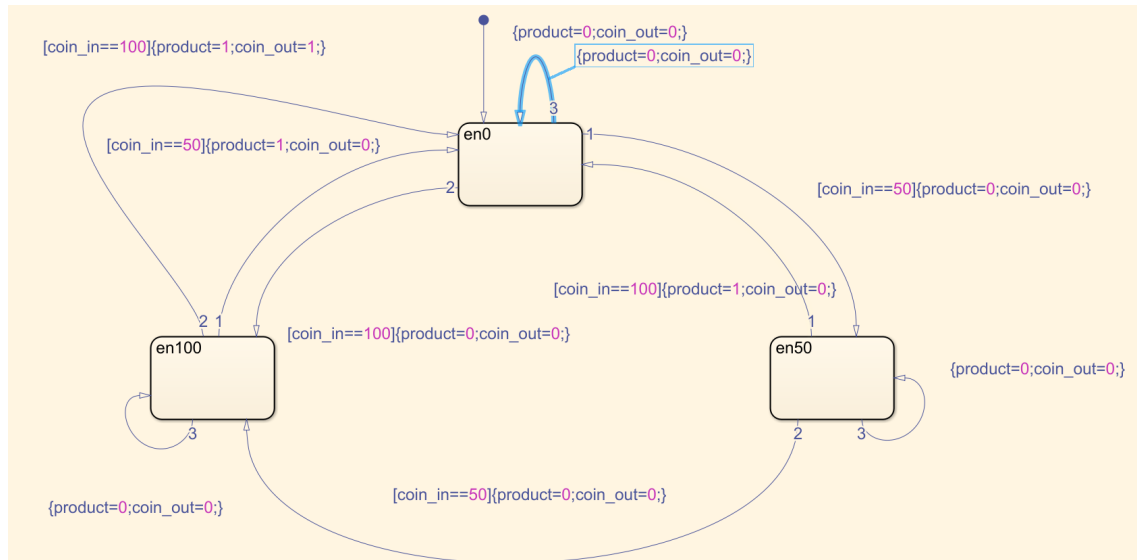 {product=0;coin_out=0;}
[coin_in==100]{product=1;coin_out=1;}
{product=0;coin_out=0;}
3
en0
1
[coin_in==50]{product=1;coin_out=0;}
2
[coin_in==50]{product=0;coin_out=0;}
[coin_in==100]{product=1;coin_out=0;}
2 1
[coin_in==100]{product=0;coin_out=0;}
1
en100
en50
{product=0;coin_out=0;}
3
2
3
[coin_in==50]{product=0;coin_out=0;}
{product=0;coin_out=0;}